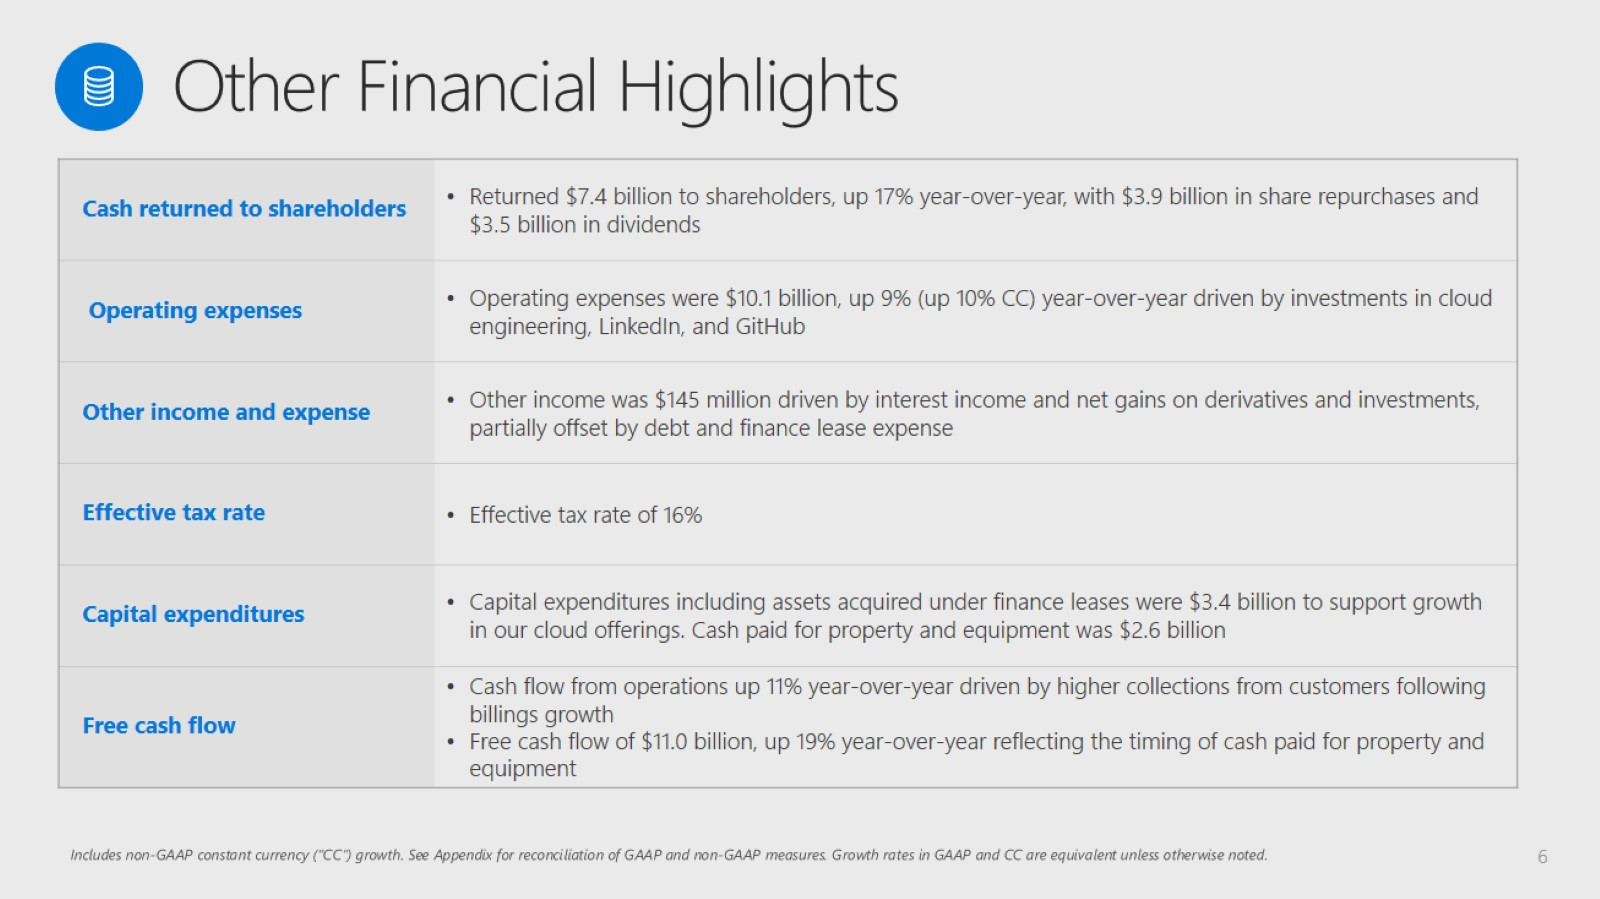 Other Financial Highlights
Cash returned to shareholders
• Returned $7.4 billion to shareholders, up 17% year-over-year, with $3.9 billion in share repurchases and
$3.5 billion in dividends
Operating expenses
• Operating expenses were $10.1 billion, up 9% (up 10% CC) year-over-year driven by investments in cloud
engineering, LinkedIn, and GitHub
Other income and expense
• Other income was $145 million driven by interest income and net gains on derivatives and investments,
partially offset by debt and finance lease expense
Effective tax rate
• Effective tax rate of 16%
Capital expenditures
• Capital expenditures including assets acquired under finance leases were $3.4 billion to support growth
in our cloud offerings. Cash paid for property and equipment was $2.6 billion
Free cash flow
• Cash flow from operations up 11% year-over-year driven by higher collections from customers following
billings growth
• Free cash flow of $11.0 billion, up 19% year-over-year reflecting the timing of cash paid for property and
equipment
Includes non-GAAP constant currency ("CC") growth. See Appendix for reconciliation of GAAP and non-GAAP measures. Growth rates in GAAP and CC are equivalent unless otherwise noted.
6